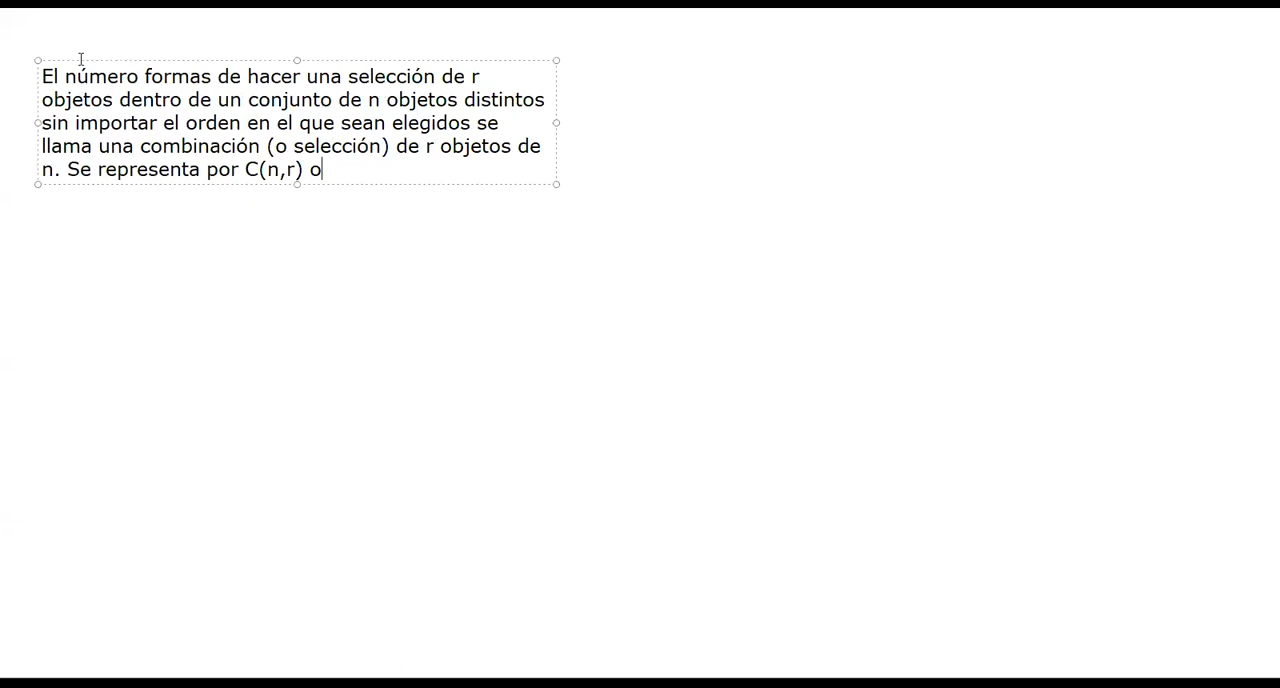 El número formas de hacer una selección de r
objetos dentro de un conjunto de n objetos distintos
sin importar el orden en el que sean elegidos se
llama una combinación (o selección) de r objetos de
n. Se representa por C(n,r) o